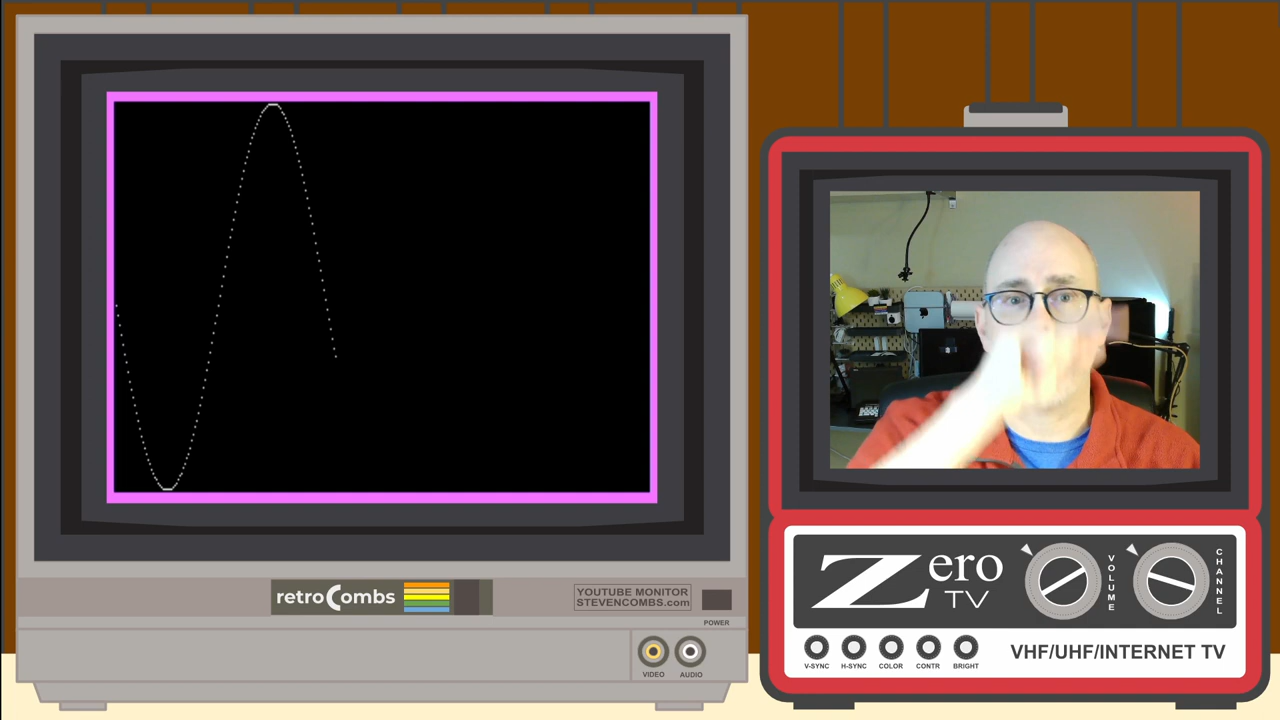 retroCombs
YOUTUBE MONITOR
STEVENCOMBS.com
POWER
VIDEO
AUDIO
Zero
TV
VOLUME
CHANNEL
V-SYNC
H-SYNC
COLOR
CONTR
BRIGHT
VHF/UHF/INTERNET TV